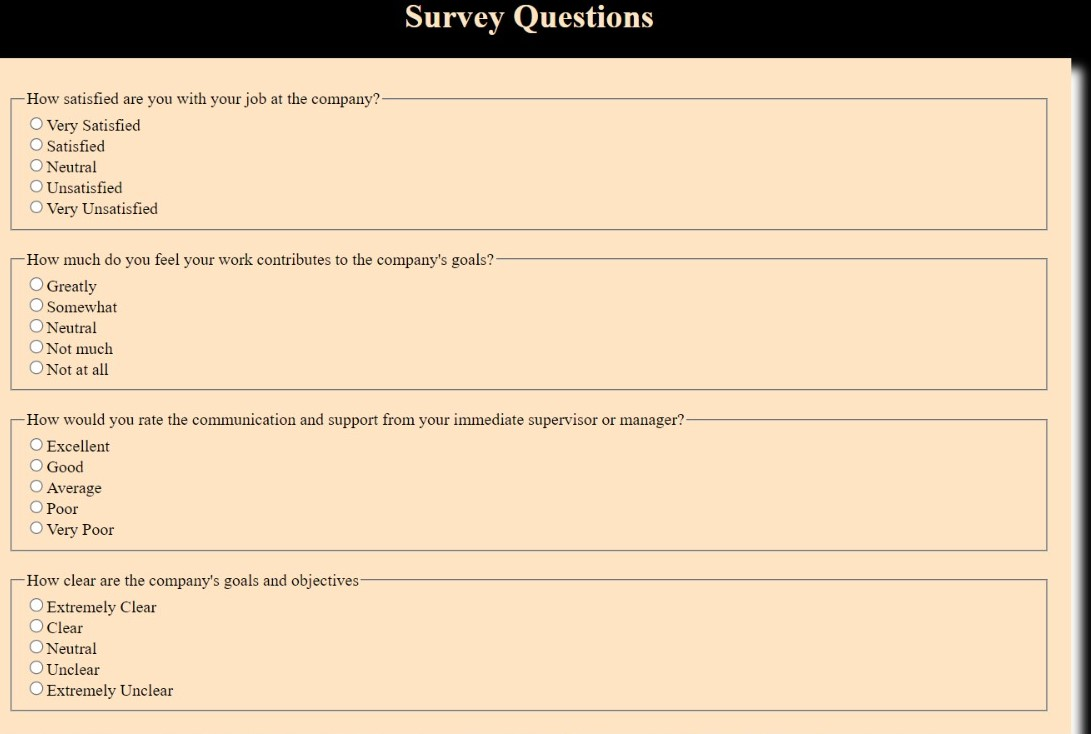 Survey Questions
How satisfied are you with your job at the company?
Very Satisfied
Satisfied
Neutral
Unsatisfied
Very Unsatisfied
How much do you feel your work contributes to the company's goals?
Greatly
Somewhat
Neutral
Not much
Not at all
How would you rate the communication and support from your immediate supervisor or manager?
Excellent
Good
Average
Poor
Very Poor
How clear are the company's goals and objectives
Extremely Clear
Clear
Neutral
Unclear
Extremely Unclear